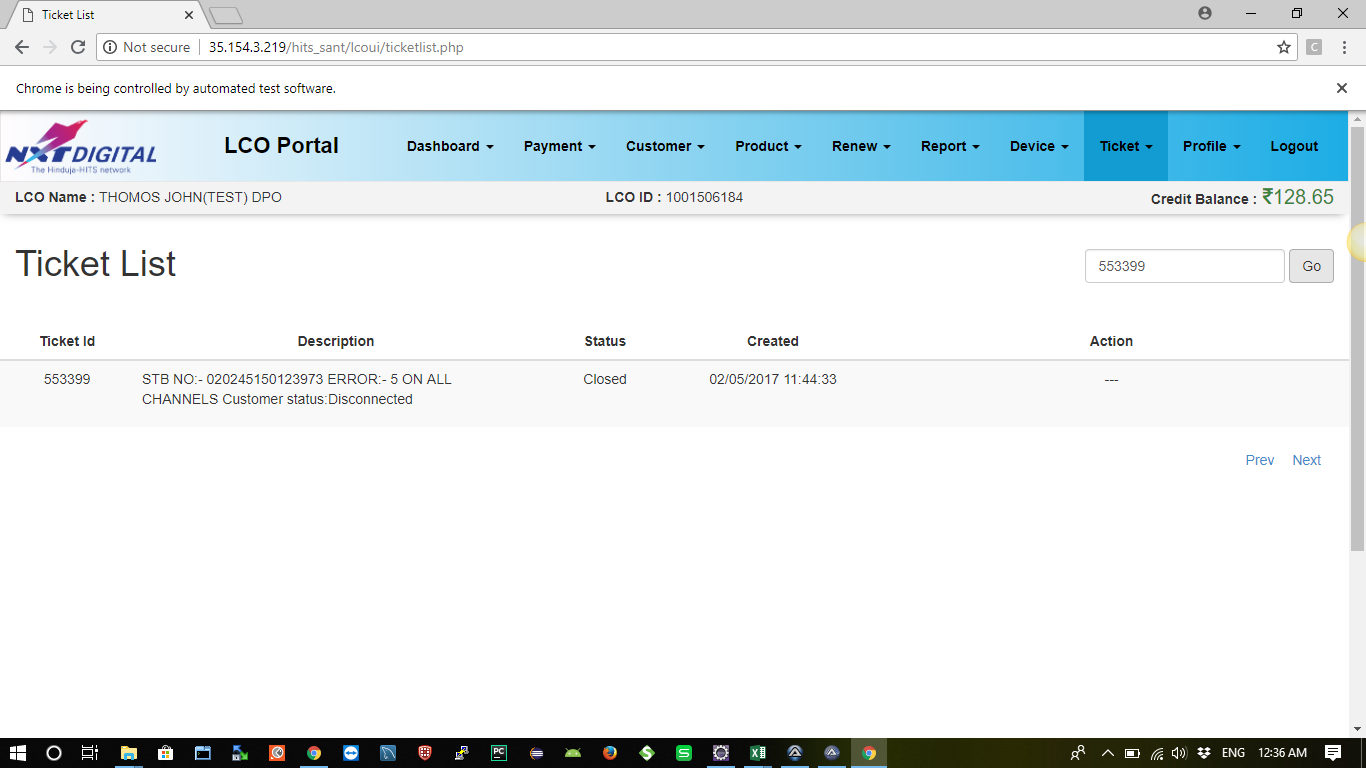 Ticket List
Not secure 35.154.3.219/hits_sant/lcoui/ticketlist.php
C
Chrome is being controlled by automated test software.
NXT DIGITAL
The Hinduja-HITS network
LCO Portal
Dashboard Payment Customer Product Renew Report Device Ticket Profile Logout
LCO Name : THOMOS JOHN(TEST) DPO LCO ID : 1001506184 Credit Balance : ₹128.65
Ticket List
553399 Go
Ticket Id Description Status Created Action
553399 STB NO:- 020245150123973 ERROR:- 5 ON ALL Closed 02/05/2017 11:44:33 ---
CHANNELS Customer status:Disconnected
Prev Next
PC S S ENG 12:36 AM